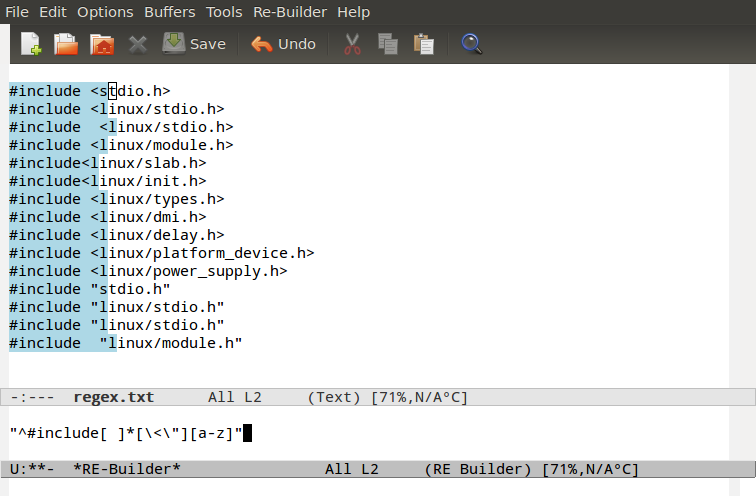 File Edit Options Buffers Tools Re-Builder Help
Save Undo
#include <stdio.h>
#include <linux/stdio.h>
#include  <linux/stdio.h>
#include <linux/module.h>
#include<linux/slab.h>
#include<linux/init.h>
#include <linux/types.h>
#include <linux/dmi.h>
#include <linux/delay.h>
#include <linux/platform_device.h>
#include <linux/power_supply.h>
#include "stdio.h"
#include "linux/stdio.h"
#include "linux/stdio.h"
#include  "linux/module.h"
-:---  regex.txt      All L2     (Text) [71%,N/A°C]
"^#include[ ]*[\<\"][a-z]"
U:**-  *RE-Builder*                All L2     (RE Builder) [71%,N/A°C]